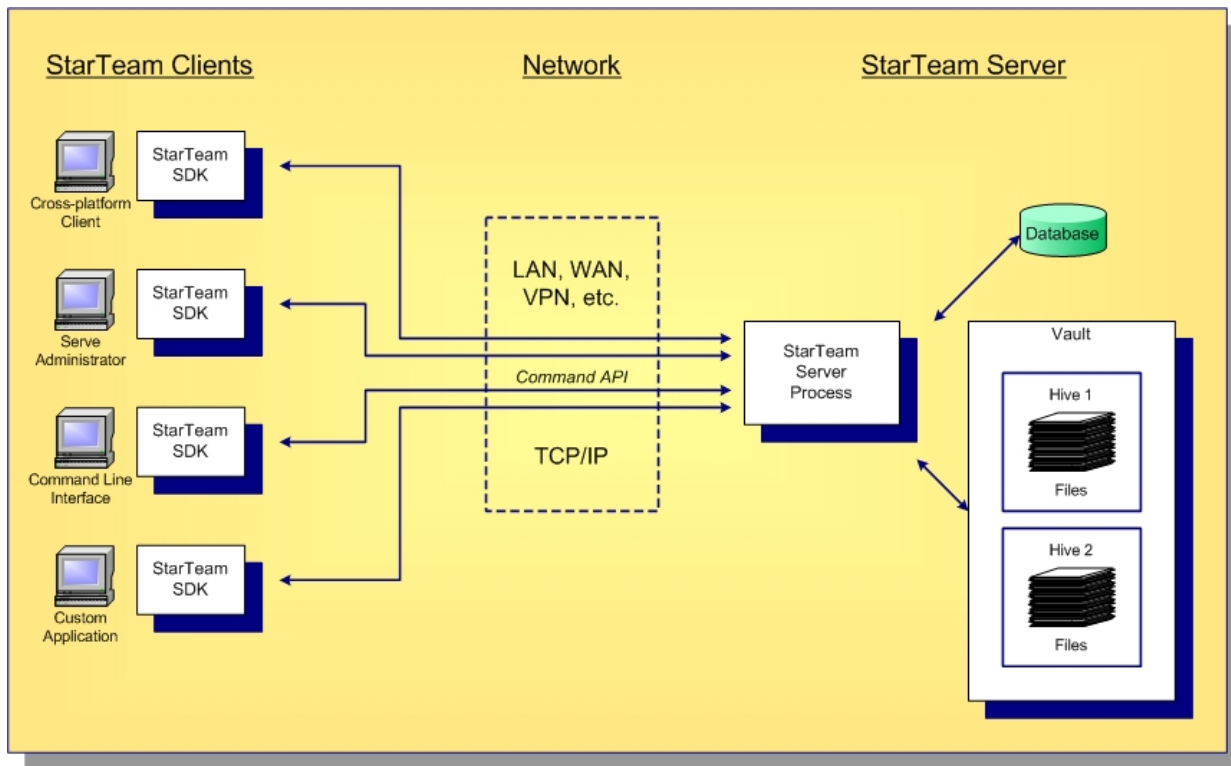 StarTeam Clients
Network
StarTeam Server
StarTeam
SDK
Cross-platform
Client
StarTeam
SDK
Serve
Administrator
StarTeam
SDK
Command Line
Interface
StarTeam
SDK
Custom
Application
LAN, WAN,
VPN, etc.
Command API
TCP/IP
StarTeam
Server
Process
Database
Vault
Hive 1
Files
Hive 2
Files